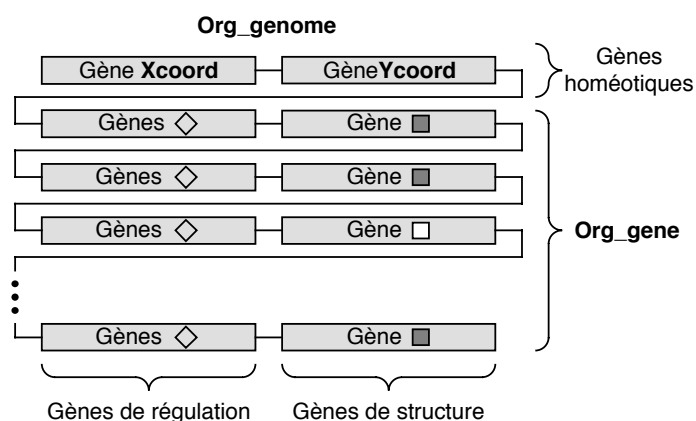 Org_genome
Gène Xcoord GèneYcoord
Gènes
homéotiques
Gènes Gène
Gènes Gène
Gènes Gène
Org_gene
Gènes Gène
Gènes de régulation Gènes de structure